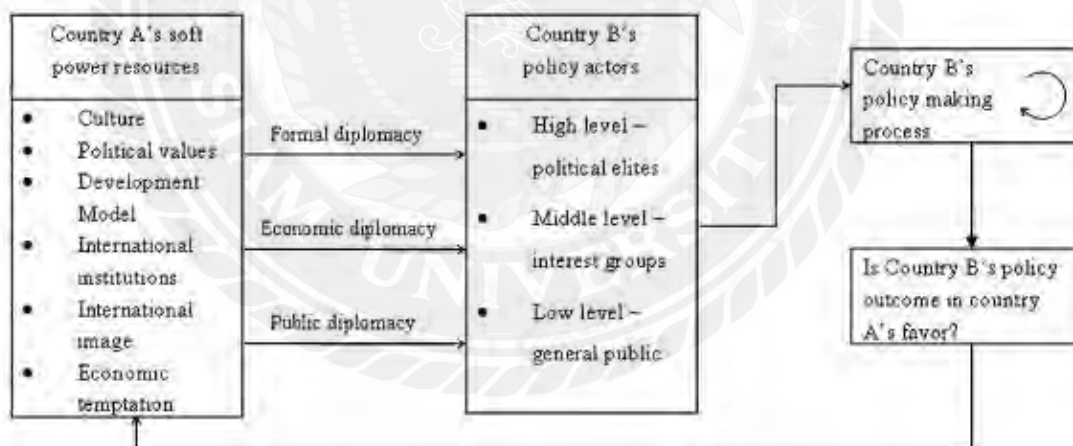 Country A's soft
power resources
Culture
Political values
Development
Model
International
institutions
International
image
Economic
temptation
Formal diplomacy
Economic diplomacy
Public diplomacy
Country B's
policy actors
High level –
political elites
Middle level –
interest groups
Low level –
general public
Country B's
policy making
process
Is Country B's policy
outcome in country
A's favor?
SIAM UNIVERSITY